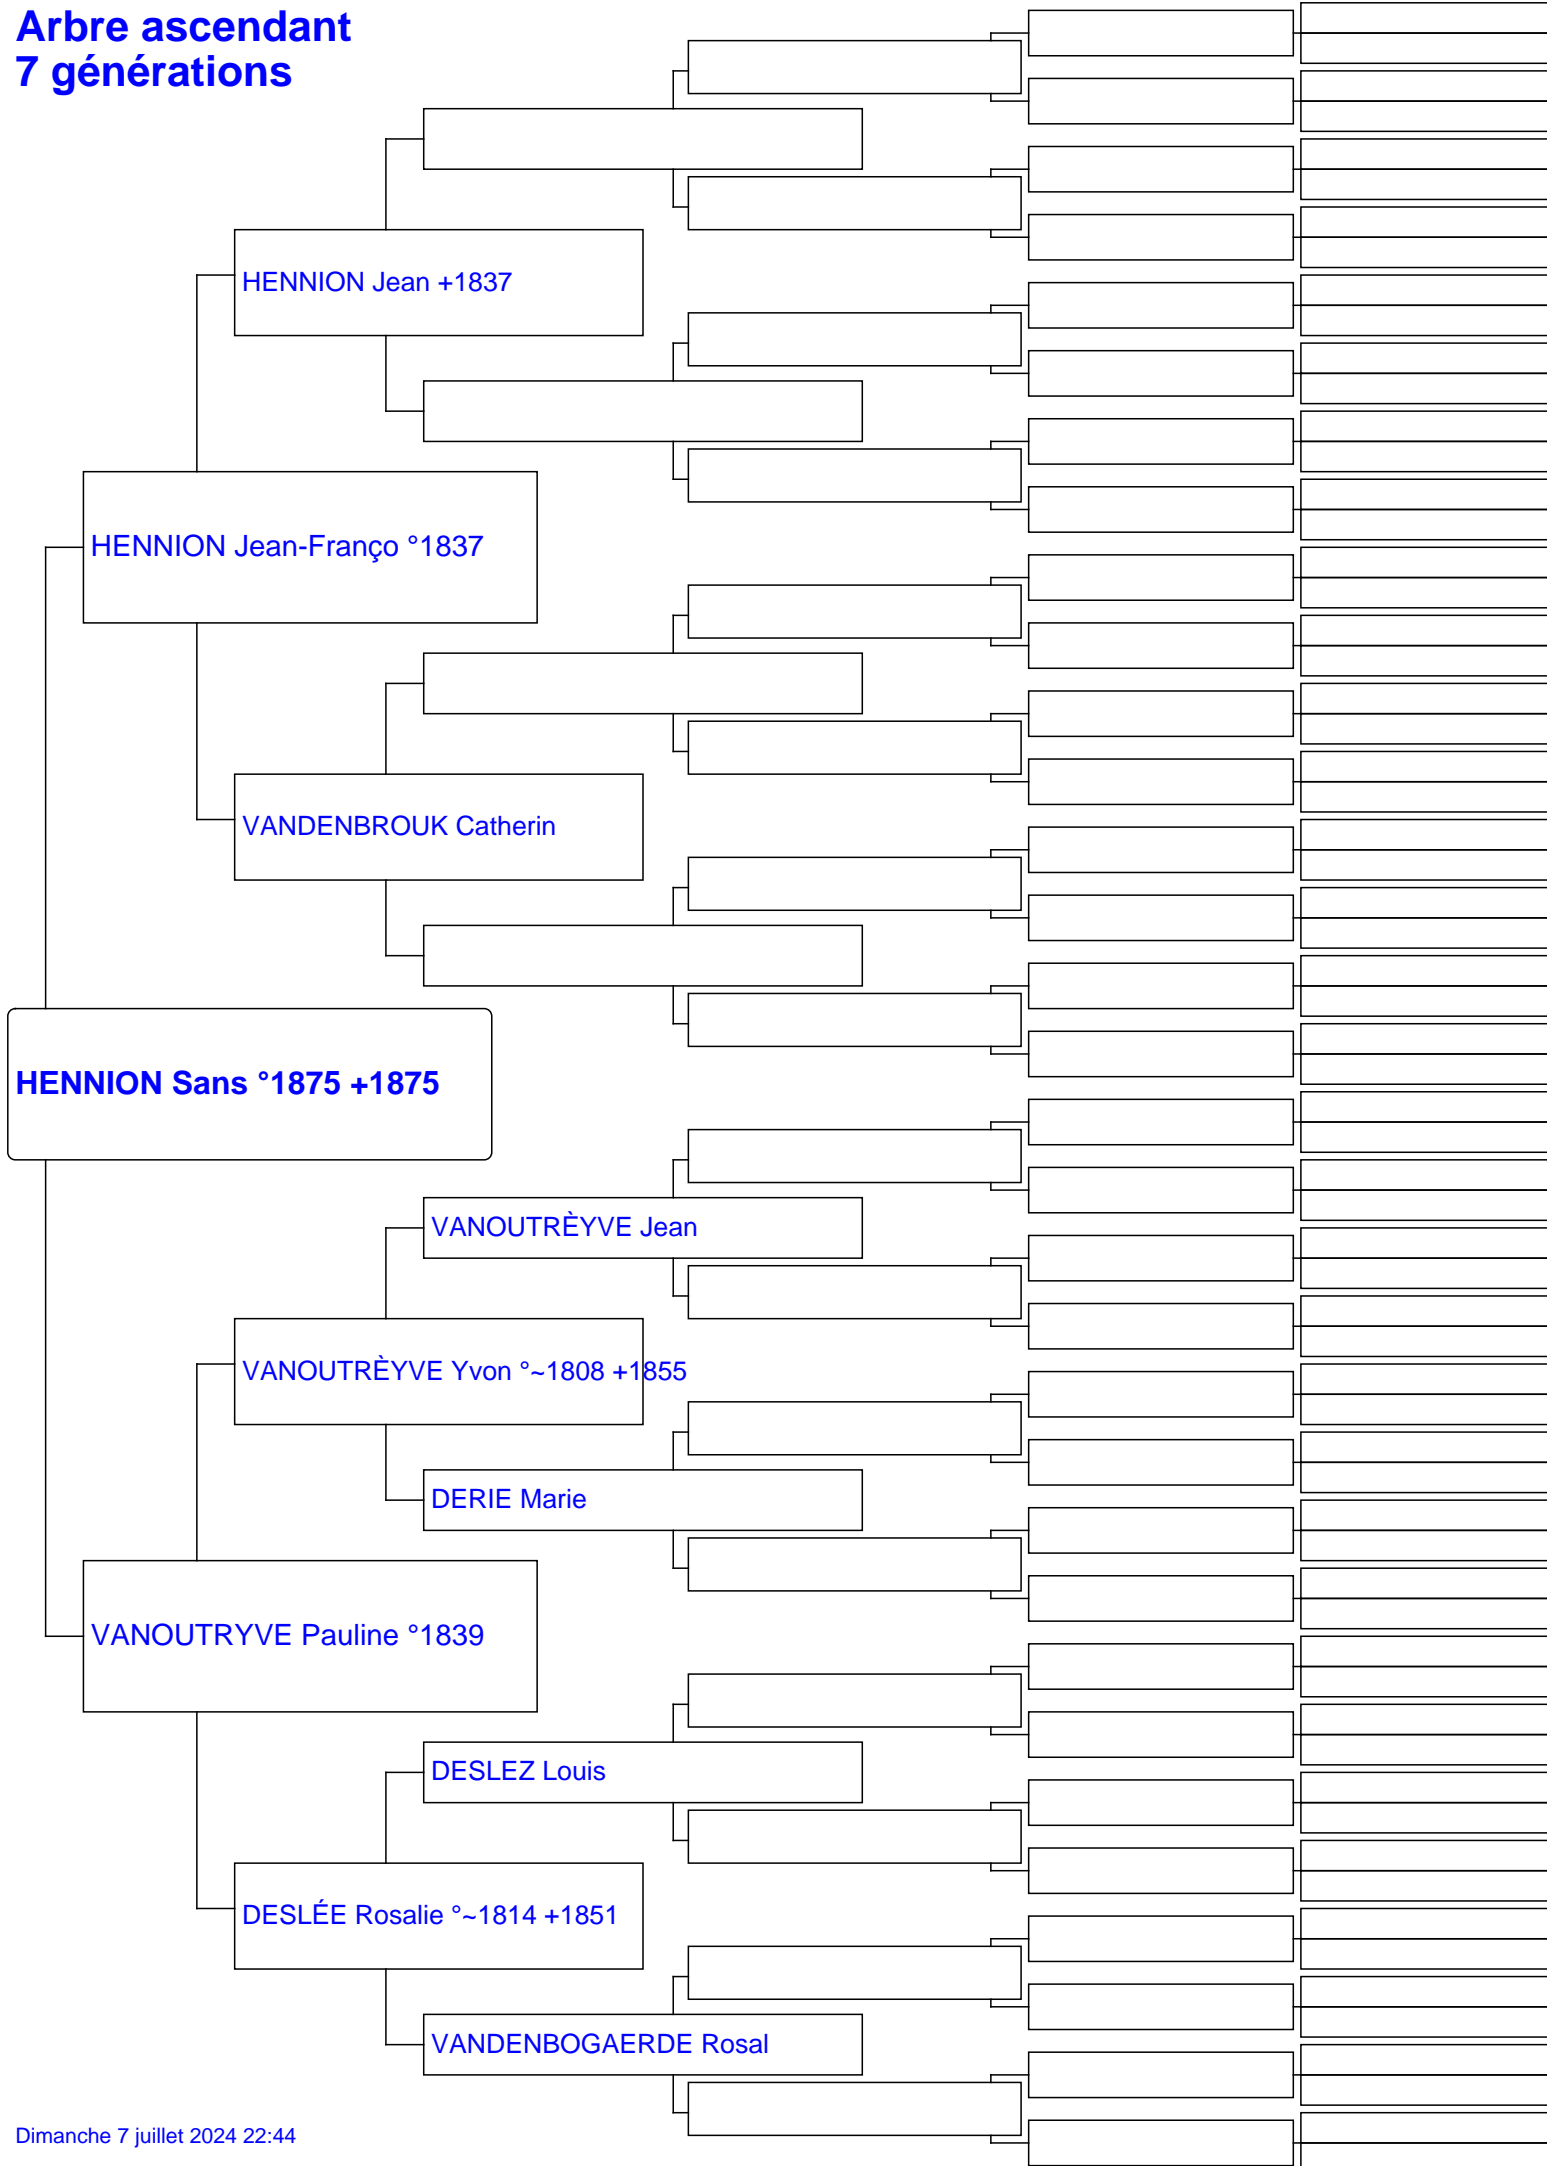 Arbre ascendant
7 générations
HENNION Jean +1837
HENNION Jean-Franço °1837
VANDENBROUK Catherin
HENNION Sans °1875 +1875
VANOUTRÈYVE Jean
VANOUTRÈYVE Yvon °~1808 +1855
DERIE Marie
VANOUTRYVE Pauline °1839
DESLEZ Louis
DESLÉE Rosalie °~1814 +1851
VANDENBOGAERDE Rosal
Dimanche 7 juillet 2024 22:44